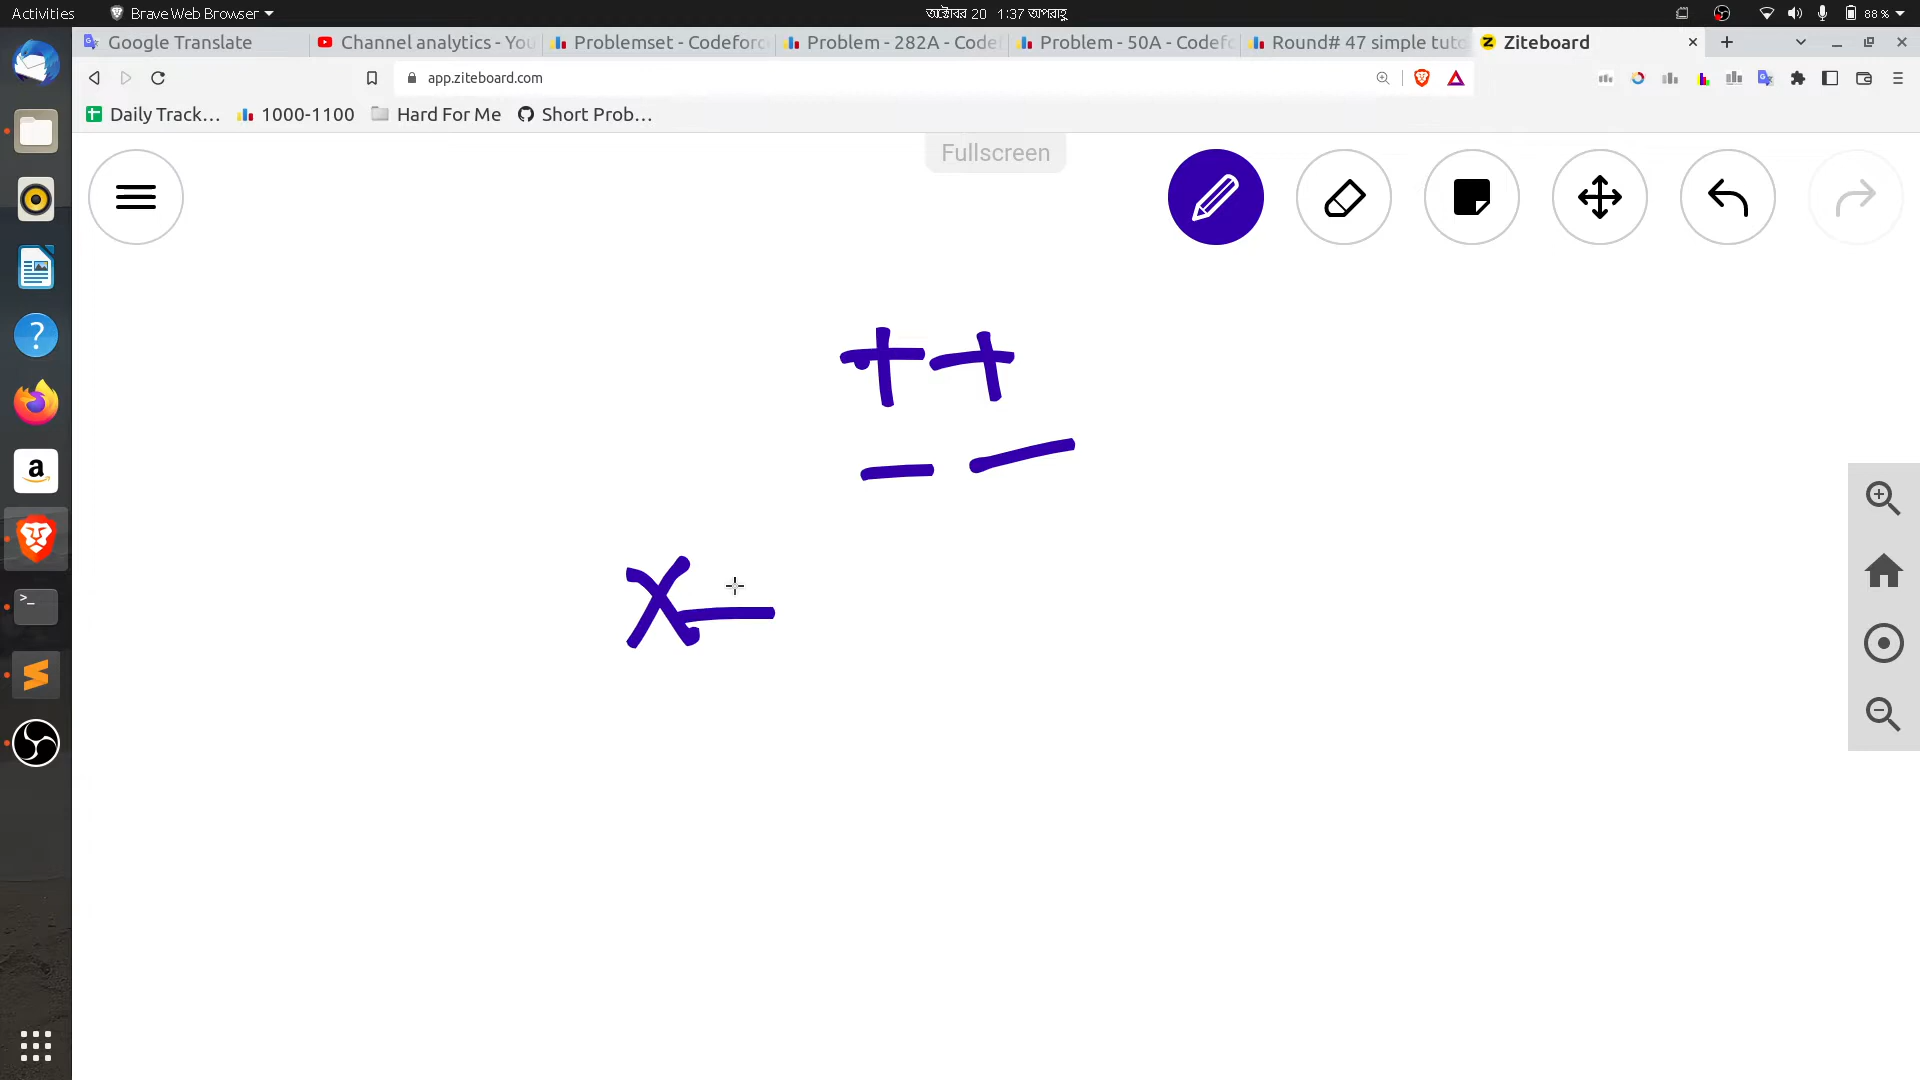 Activities Brave Web Browser অক্টোবর 20 1:37 অপরাহ্ণ 88 %
Google Translate Channel analytics - You Problemset - Codeforc Problem - 282A - Codef Problem - 50A - Codefo Round# 47 simple tuto Ziteboard
app.ziteboard.com
Daily Track... 1000-1100 Hard For Me Short Prob...
Fullscreen
++
--
X-